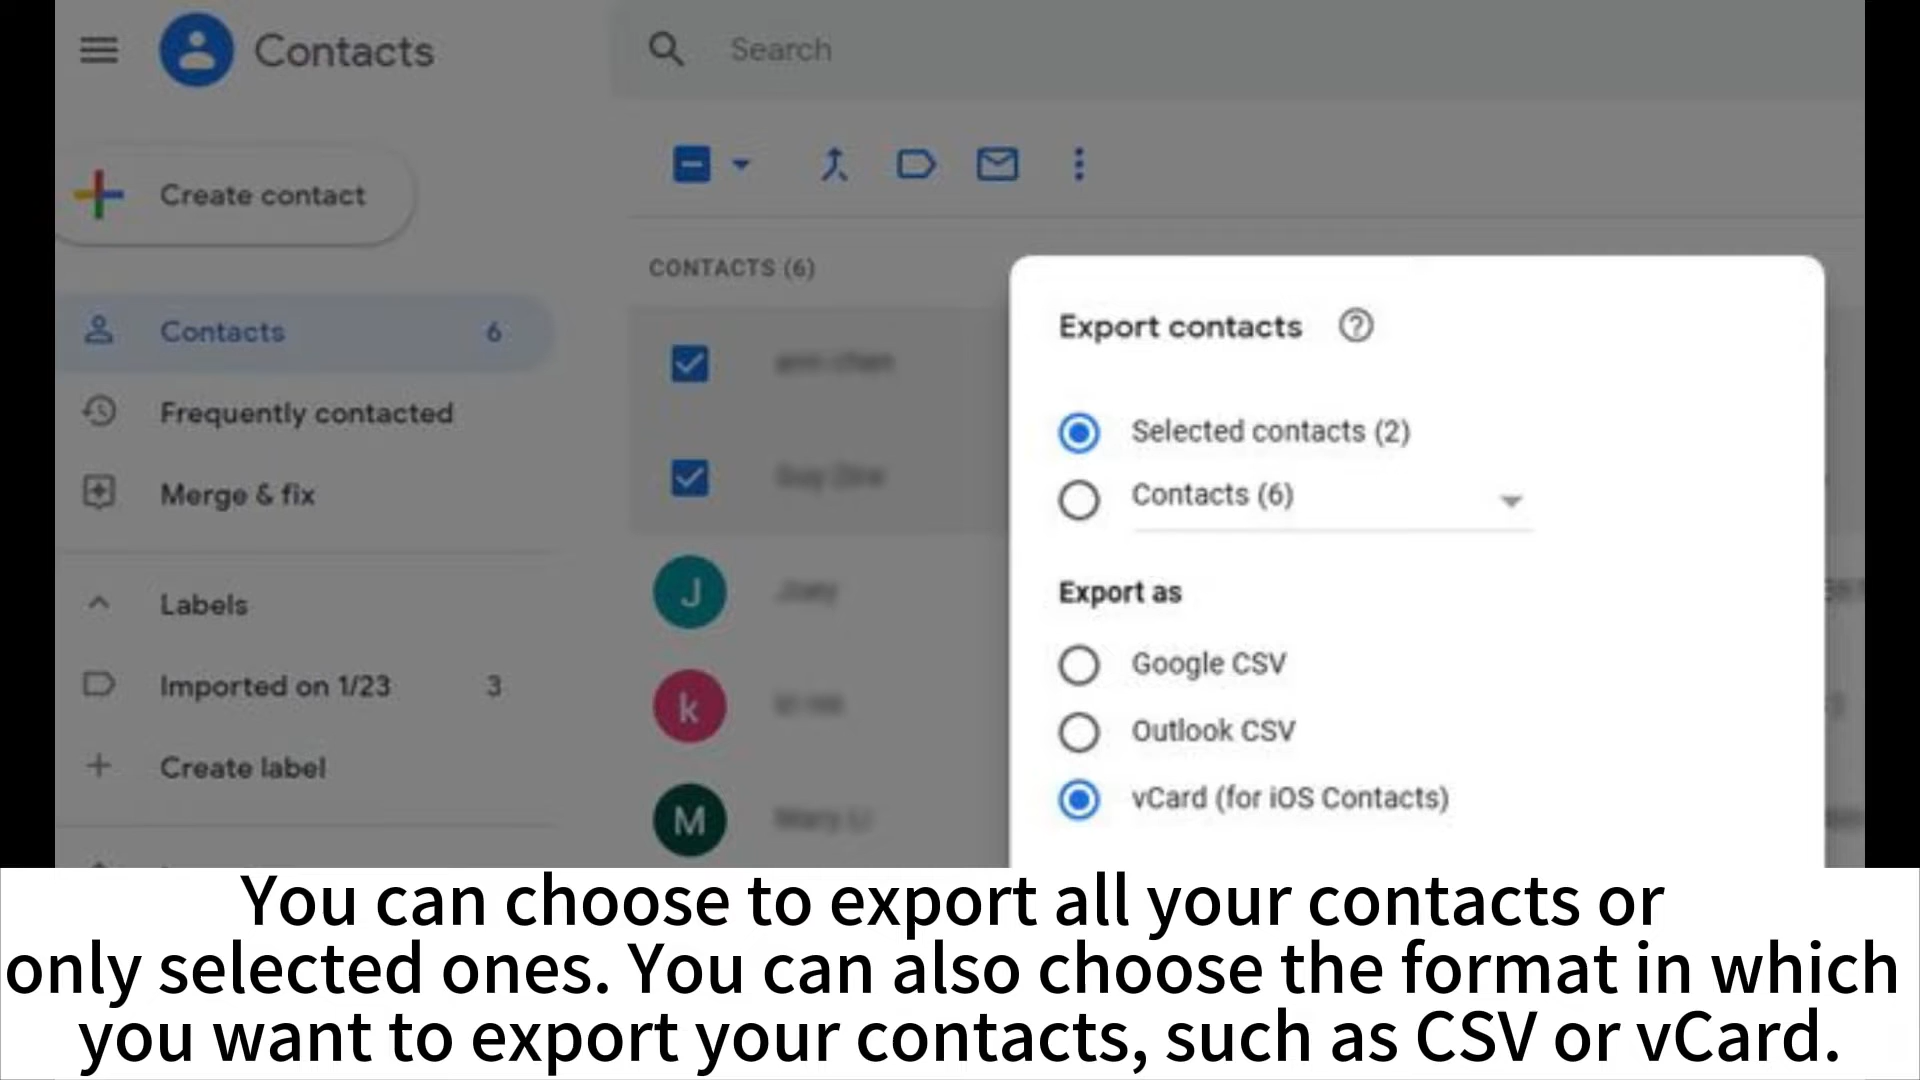 Contacts
Search
Create contact
CONTACTS (6)
Contacts 6
Frequently contacted
Merge & fix
Labels
Imported on 1/23 3
Create label
J
k
M
Export contacts
Selected contacts (2)
Contacts (6)
Export as
Google CSV
Outlook CSV
vCard (for iOS Contacts)
You can choose to export all your contacts or
only selected ones. You can also choose the format in which
you want to export your contacts, such as CSV or vCard.